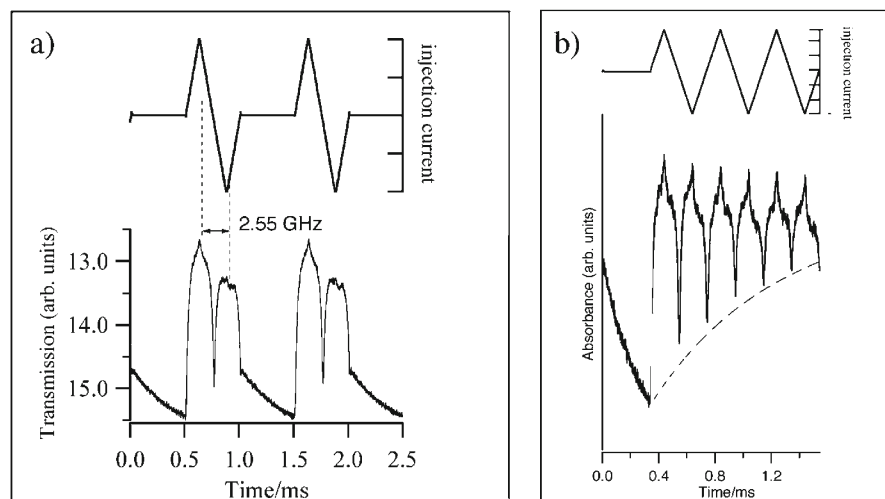 a)
injection current
2.55 GHz
Transmission (arb. units)
13.0
14.0
15.0
0.0 0.5 1.0 1.5 2.0 2.5
Time/ms
b)
injection current
Absorbance (arb. units)
0.0 0.4 0.8 1.2
Time/ms